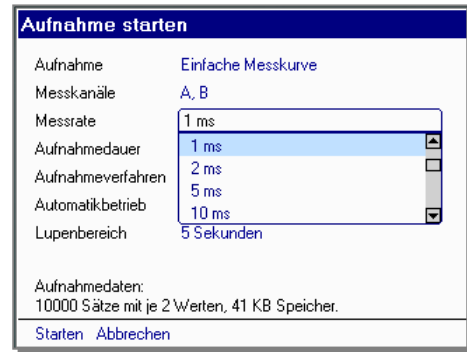 Aufnahme starten
Aufnahme Einfache Messkurve
Messkanäle A, B
Messrate 1 ms
Aufnahmedauer 1 ms
2 ms
Aufnahmeverfahren 5 ms
Automatikbetrieb 10 ms
Lupenbereich 5 Sekunden
Aufnahmedaten:
10000 Sätze mit je 2 Werten, 41 KB Speicher.
Starten Abbrechen